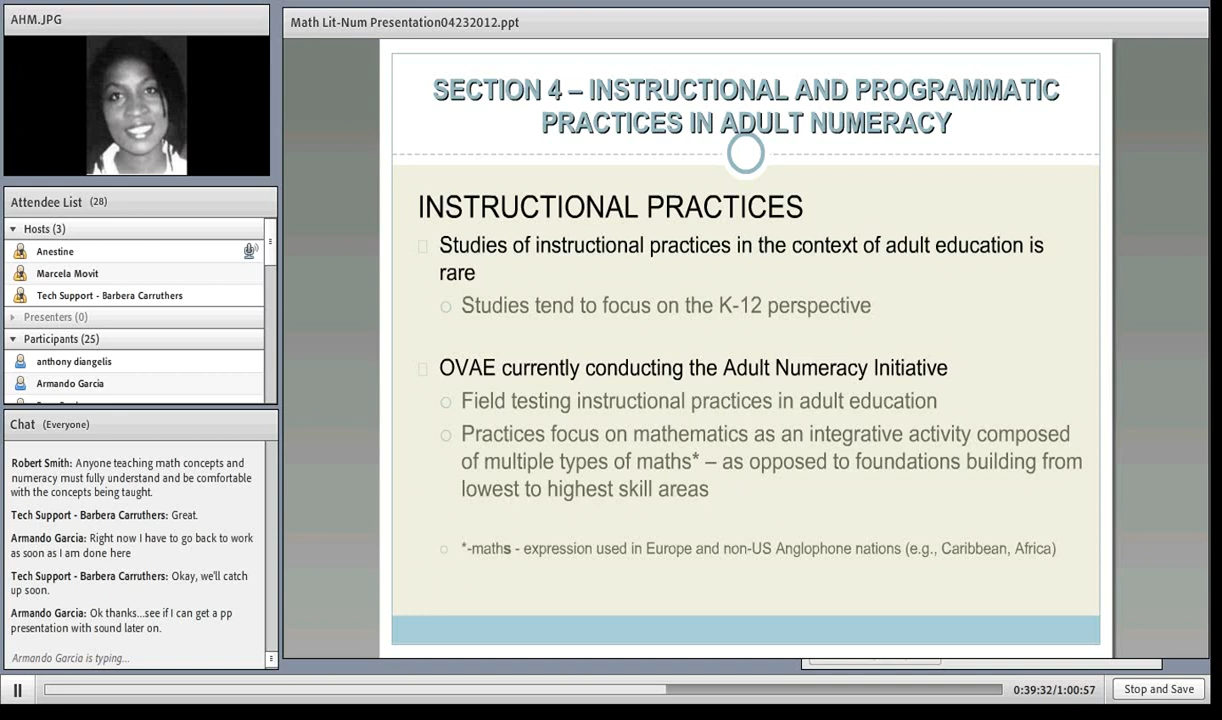 AHM.JPG
Attendee List (28)
Hosts (3)
Anestine
Marcela Movit
Tech Support - Barbera Carruthers
Presenters (0)
Participants (25)
anthony diangelis
Armando Garcia
Chat (Everyone)
Robert Smith: Anyone teaching math concepts and
numeracy must fully understand and be comfortable
with the concepts being taught.
Tech Support - Barbera Carruthers: Great.
Armando Garcia: Right now I have to go back to work
as soon as I am done here
Tech Support - Barbera Carruthers: Okay, we'll catch
up soon.
Armando Garcia: Ok thanks...see if I can get a pp
presentation with sound later on.
Armando Garcia is typing...
Math Lit-Num Presentation04232012.ppt
SECTION 4 – INSTRUCTIONAL AND PROGRAMMATIC
PRACTICES IN ADULT NUMERACY
INSTRUCTIONAL PRACTICES
Studies of instructional practices in the context of adult education is
rare
Studies tend to focus on the K-12 perspective
OVAE currently conducting the Adult Numeracy Initiative
Field testing instructional practices in adult education
Practices focus on mathematics as an integrative activity composed
of multiple types of maths* – as opposed to foundations building from
lowest to highest skill areas
*-maths - expression used in Europe and non-US Anglophone nations (e.g., Caribbean, Africa)
0:39:32/1:00:57
Stop and Save